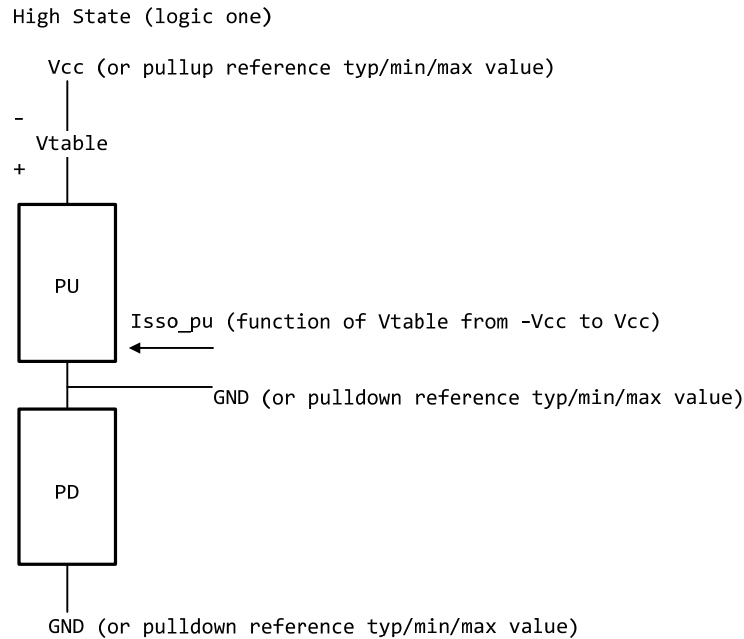 High State (logic one)
Vcc (or pullup reference typ/min/max value)
-
Vtable
+
PU
Isso_pu (function of Vtable from -Vcc to Vcc)
GND (or pulldown reference typ/min/max value)
PD
GND (or pulldown reference typ/min/max value)